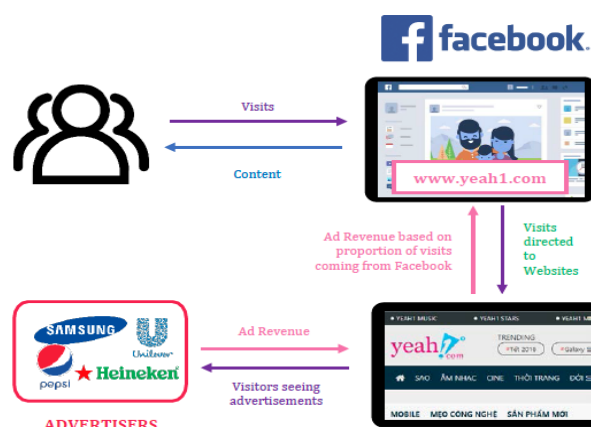 facebook.
Visits
Content
www.yeah1.com
Ad Revenue based on
proportion of visits
coming from Facebook
Visits
directed
to
Websites
SAMSUNG
Unilever
pepsi
Heineken
ADVERTISERS
Ad Revenue
Visitors seeing
advertisements
YEAH1 MUSIC
YEAH1 STARS
YEAH1
yeah1
.com
TRENDING
SAO ÂM NHẠC CINE THỜI TRANG ĐỜI
MOBILE MẸO CÔNG NGHỆ SẢN PHẨM MỚI